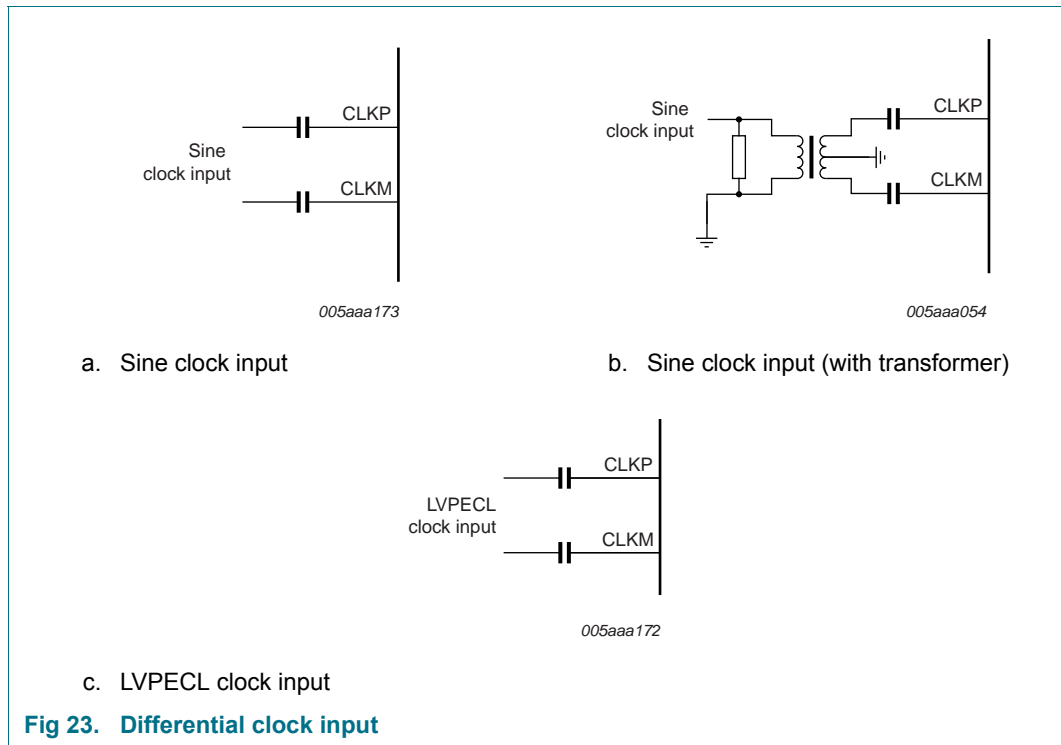 Sine
clock input
CLKP
CLKM
005aaa173
a. Sine clock input
Sine
clock input
CLKP
CLKM
005aaa054
b. Sine clock input (with transformer)
LVPECL
clock input
CLKP
CLKM
005aaa172
c. LVPECL clock input
Fig 23. Differential clock input